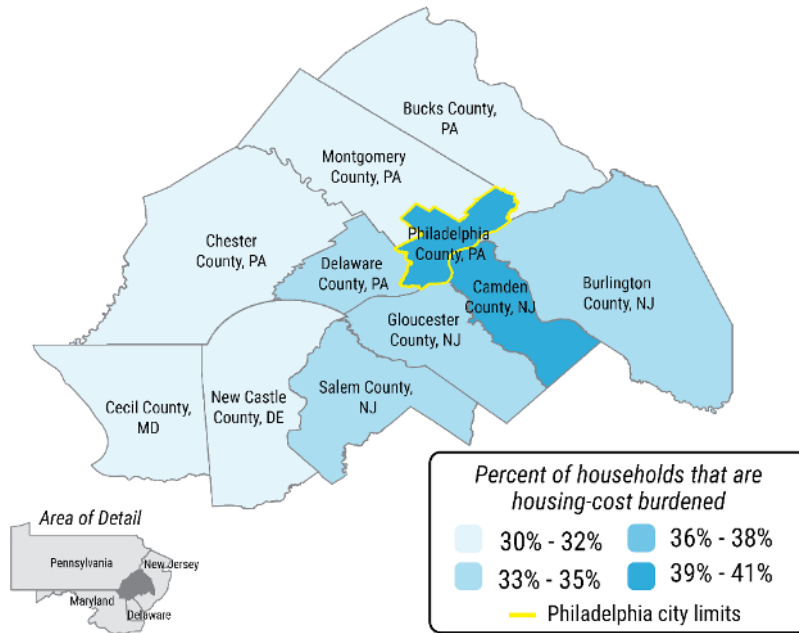 Bucks County,
PA
Montgomery
County, PA
Philadelphia
County, PA
Chester
County, PA
Delaware
County, PA
Camden
County, NJ
Burlington
County, NJ
Gloucester
County, NJ
Salem County,
NJ
New Castle
County, DE
Cecil County,
MD
Percent of households that are
housing-cost burdened
30% - 32%
36% - 38%
33% - 35%
39% - 41%
Philadelphia city limits
Area of Detail
Pennsylvania
New Jersey
Maryland
Delaware